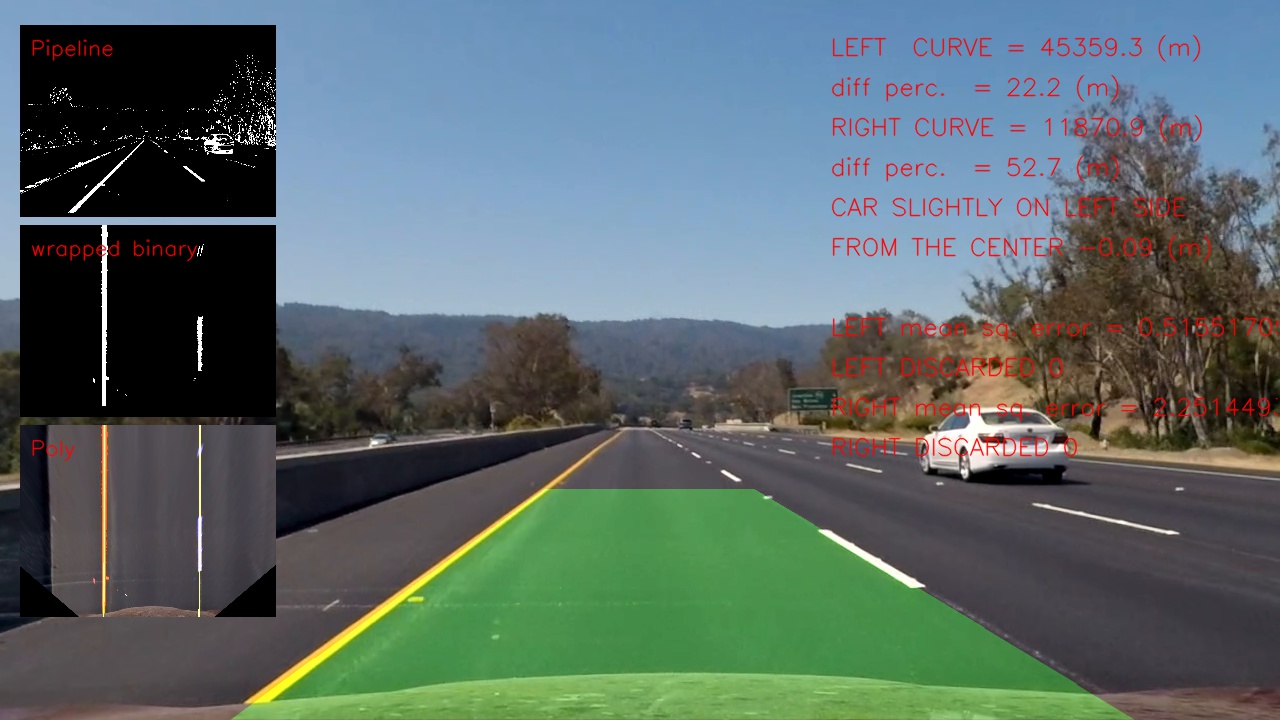 Pipeline
wrapped binary
Poly
LEFT CURVE = 45359.3 (m)
diff perc. = 22.2 (m)
RIGHT CURVE = 11870.9 (m)
diff perc. = 52.7 (m)
CAR SLIGHTLY ON LEFT SIDE
FROM THE CENTER -0.09 (m)
LEFT mean sq. error = 0.5155170
LEFT DISCARDED 0
RIGHT mean sq. error = 2.251449
RIGHT DISCARDED 0